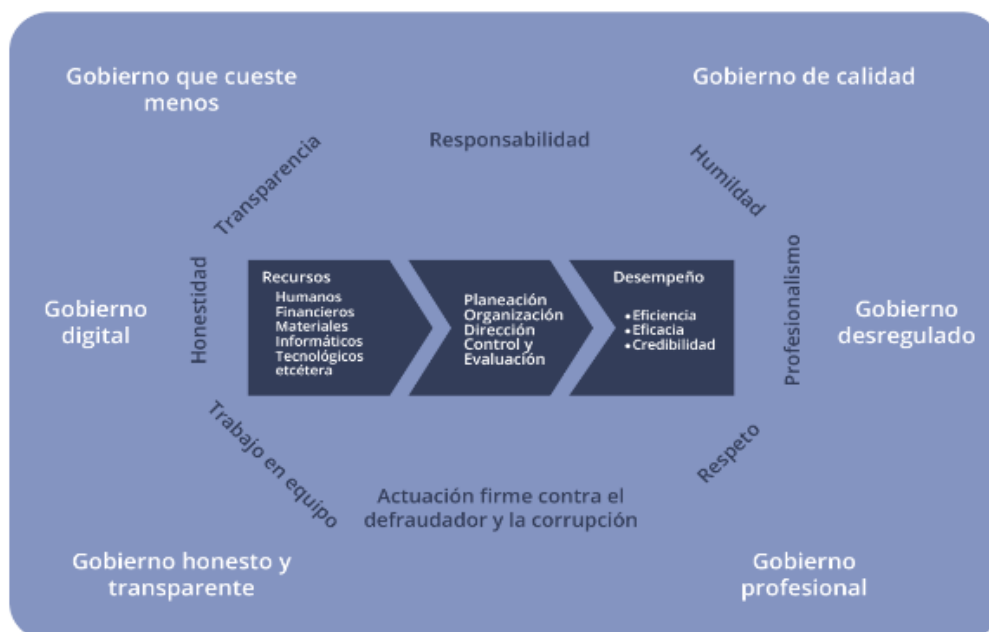 Gobierno que cueste
menos
Gobierno de calidad
Responsabilidad
Transparencia
Humildad
Honestidad
Profesionalismo
Gobierno
digital
Recursos
Humanos
Financieros
Materiales
Informáticos
Tecnológicos
etcétera
Planeación
Organización
Dirección
Control y
Evaluación
Desempeño
•Eficiencia
•Eficacia
•Credibilidad
Gobierno
desregulado
Trabajo en equipo
Respeto
Actuación firme contra el
defraudador y la corrupción
Gobierno honesto y
transparente
Gobierno
profesional